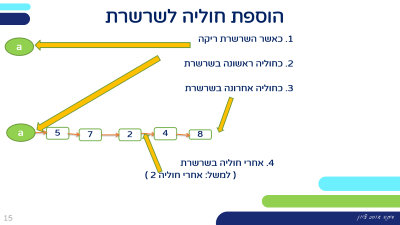 הוספת חוליה לשרשרת
1. כאשר השרשרת ריקה
a
2. כחוליה ראשונה בשרשרת
3. כחוליה אחרונה בשרשרת
a 5 7 2 4 8
4. אחרי חוליה בשרשרת
( למשל: אחרי חוליה 2 )
15